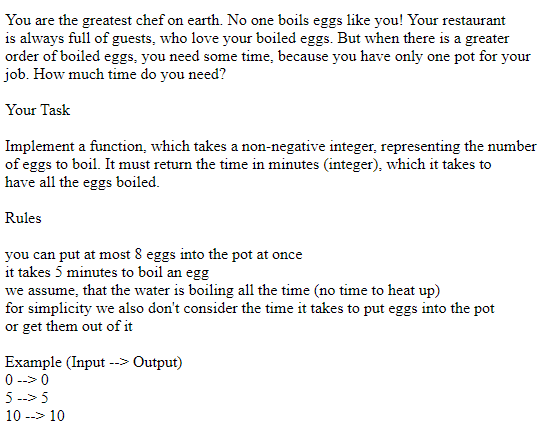 You are the greatest chef on earth. No one boils eggs like you! Your restaurant
is always full of guests, who love your boiled eggs. But when there is a greater
order of boiled eggs, you need some time, because you have only one pot for your
job. How much time do you need?
Your Task
Implement a function, which takes a non-negative integer, representing the number
of eggs to boil. It must return the time in minutes (integer), which it takes to
have all the eggs boiled.
Rules
you can put at most 8 eggs into the pot at once
it takes 5 minutes to boil an egg
we assume, that the water is boiling all the time (no time to heat up)
for simplicity we also don't consider the time it takes to put eggs into the pot
or get them out of it
Example (Input --> Output)
0 --> 0
5 --> 5
10 --> 10